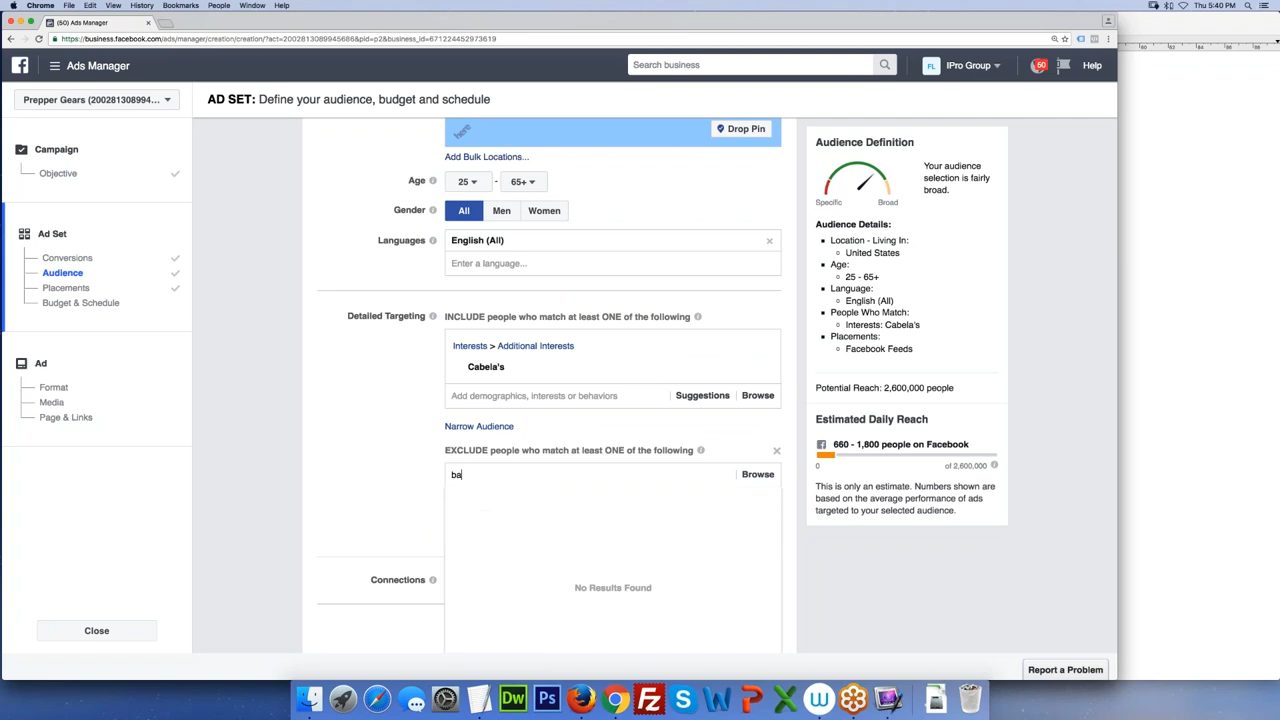 Chrome File Edit View History Bookmarks People Window Help Thu 5:40 PM
(50) Ads Manager
https://business.facebook.com/ads/manager/creation/creation/?act=2002813089945686&pid=p2&business_id=671224452973619
Ads Manager Search business FL IPro Group 50 Help
Prepper Gears (200281308994...
AD SET: Define your audience, budget and schedule
Campaign
Objective
Ad Set
Conversions
Audience
Placements
Budget & Schedule
Ad
Format
Media
Page & Links
Close
here
Drop Pin
Add Bulk Locations...
Age 25 - 65+
Gender All Men Women
Languages English (All)
Enter a language...
Detailed Targeting INCLUDE people who match at least ONE of the following
Interests > Additional Interests
Cabela's
Add demographics, interests or behaviors Suggestions Browse
Narrow Audience
EXCLUDE people who match at least ONE of the following
ba Browse
No Results Found
Connections
Audience Definition
Your audience
selection is fairly
broad.
Specific Broad
Audience Details:
Location - Living In:
United States
Age:
25 - 65+
Language:
English (All)
People Who Match:
Interests: Cabela's
Placements:
Facebook Feeds
Potential Reach: 2,600,000 people
Estimated Daily Reach
660 - 1,800 people on Facebook
0 of 2,600,000
This is only an estimate. Numbers shown are
based on the average performance of ads
targeted to your selected audience.
Report a Problem
Dw Ps Fz S W P X W